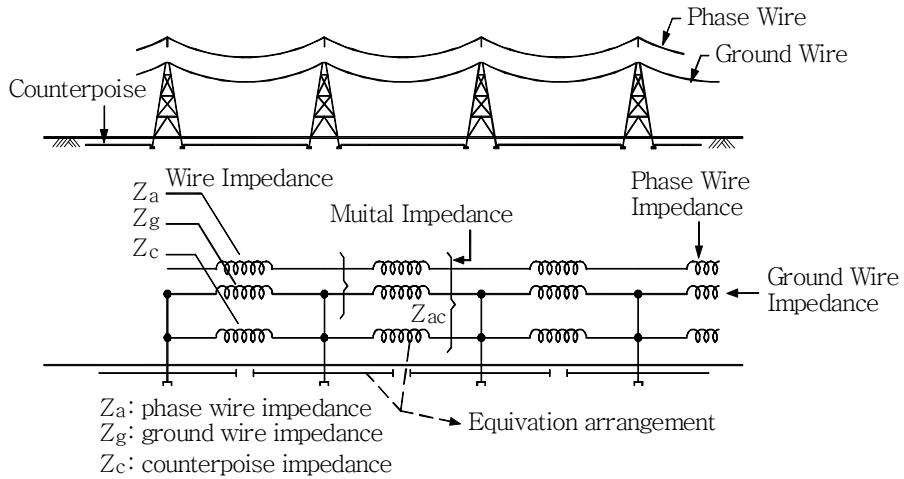 Phase Wire
Ground Wire
Counterpoise
Wire Impedance
Za
Zg
Zc
Muital Impedance
Phase Wire
Impedance
Ground Wire
Impedance
Zac
Za: phase wire impedance
Zg: ground wire impedance
Zc: counterpoise impedance
Equivation arrangement